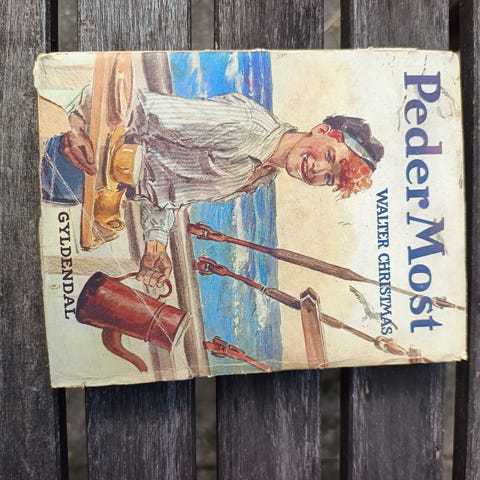 Peder Most
WALTER CHRISTMAS
GYLDENDAL